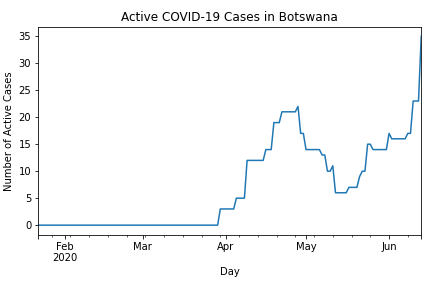 Active COVID-19 Cases in Botswana
Number of Active Cases
35
30
25
20
15
10
5
0
Feb
2020
Mar
Apr
May
Jun
Day